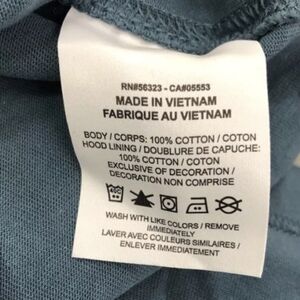 RN#56323 - CA#05553
MADE IN VIETNAM
FABRIQUE AU VIETNAM
BODY / CORPS: 100% COTTON / COTON
HOOD LINING / DOUBLURE DE CAPUCHE:
100% COTTON / COTON
EXCLUSIVE OF DECORATION /
DECORATION NON COMPRISE
WASH WITH LIKE COLORS / REMOVE
IMMEDIATELY
LAVER AVEC COULEURS SIMILAIRES /
ENLEVER IMMEDIATEMENT